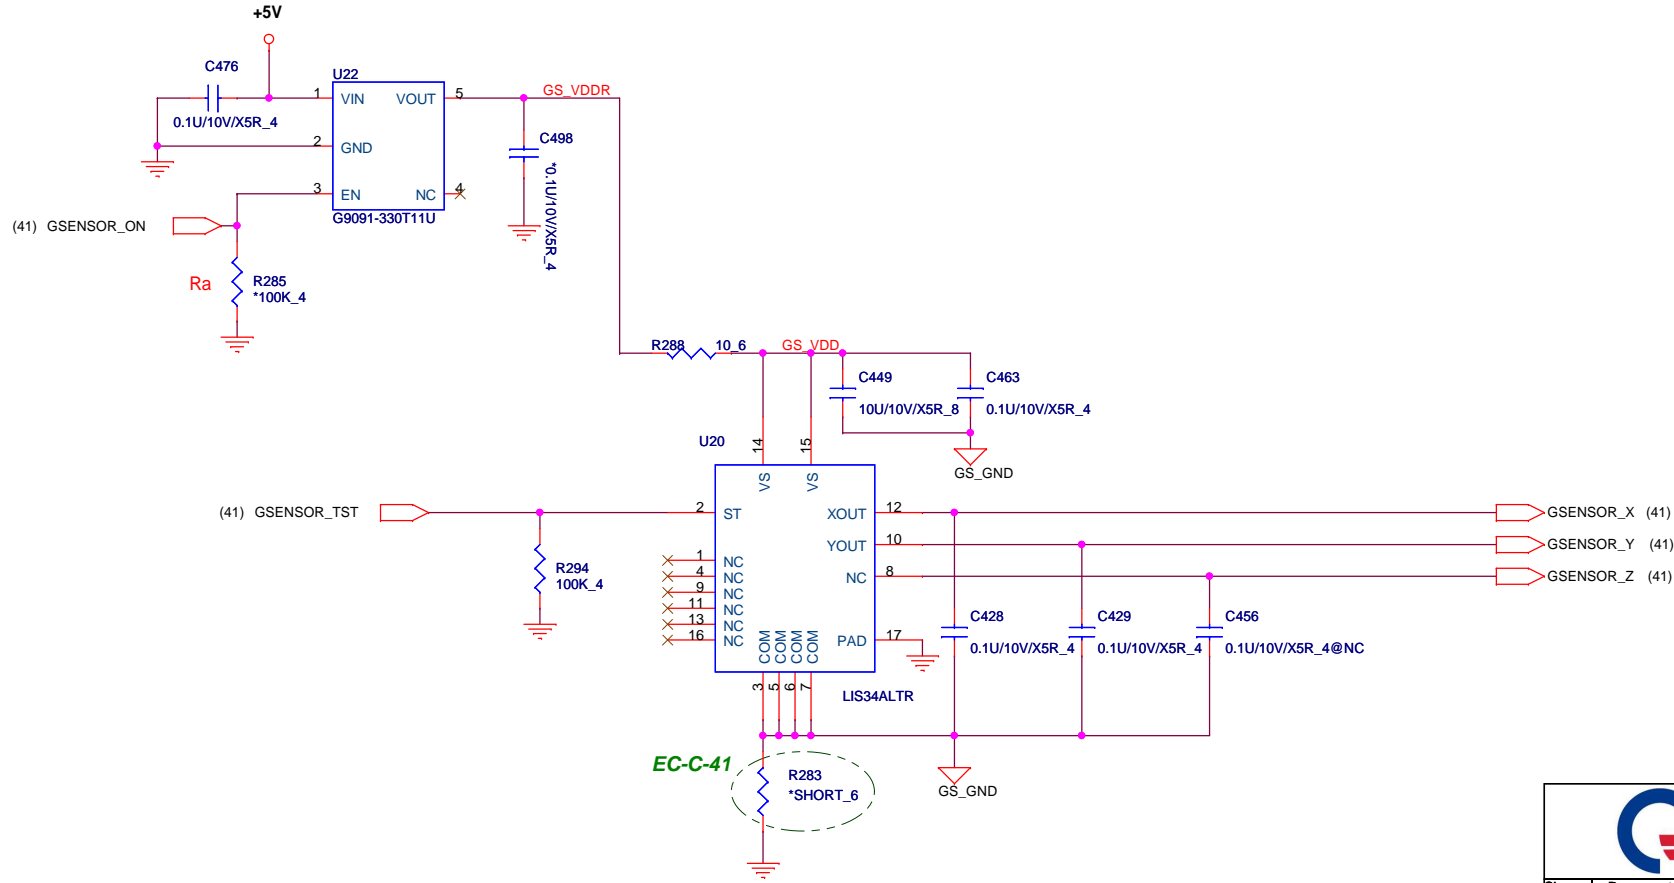 +5V
C476
0.1U/10V/X5R_4
U22
1 VIN VOUT 5
2 GND
3 EN NC 4
G9091-330T11U
GS_VDDR
C498
*0.1U/10V/X5R_4
(41) GSENSOR_ON
Ra
R285
*100K_4
R288 10_6 GS_VDD
C449
10U/10V/X5R_8
C463
0.1U/10V/X5R_4
GS_GND
U20
14 15
VS VS
(41) GSENSOR_TST
2 ST XOUT 12
GSENSOR_X (41)
YOUT 10
GSENSOR_Y (41)
1 NC NC 8
GSENSOR_Z (41)
4 NC
9 NC
11 NC
13 NC
16 NC
PAD 17
COM COM COM COM
3 5 6 7
LIS34ALTR
R294
100K_4
C428
0.1U/10V/X5R_4
C429
0.1U/10V/X5R_4
C456
0.1U/10V/X5R_4@NC
EC-C-41
R283
*SHORT_6
GS_GND